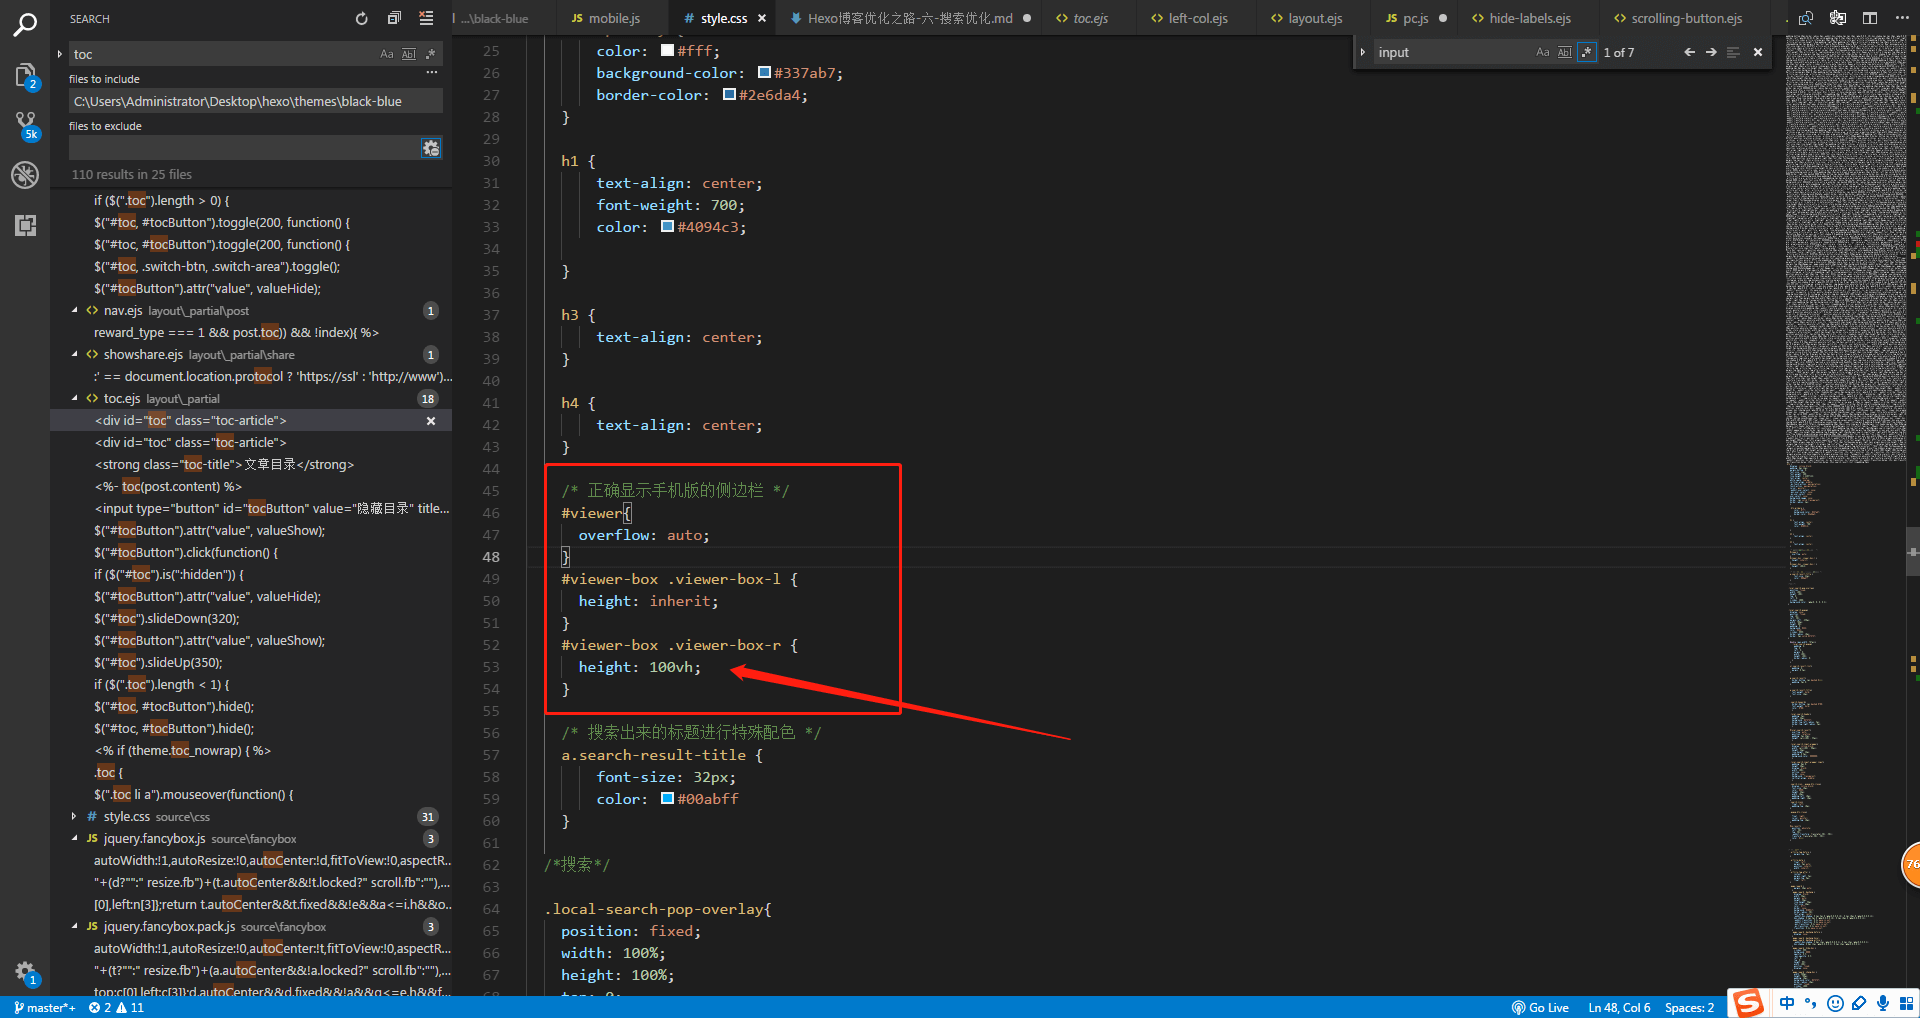 SEARCH
toc
Aa
Abl
.*
files to include
C:\Users\Administrator\Desktop\hexo\themes\black-blue
files to exclude
110 results in 25 files
if ($(".toc").length > 0) {
$("#toc, #tocButton").toggle(200, function() {
$("#toc, #tocButton").toggle(200, function() {
$("#toc, .switch-btn, .switch-area").toggle();
$("#tocButton").attr("value", valueHide);
nav.ejs layout\_partial\post 1
reward_type === 1 && post.toc)) && !index){ %>
showshare.ejs layout\_partial\share 1
:' == document.location.protocol ? 'https://ssl' : 'http://www')...
toc.ejs layout\_partial 18
<div id="toc" class="toc-article">
<div id="toc" class="toc-article">
<strong class="toc-title">文章目录</strong>
<%- toc(post.content) %>
<input type="button" id="tocButton" value="隐藏目录" title...
$("#tocButton").attr("value", valueShow);
$("#tocButton").click(function() {
if ($("#toc").is(":hidden")) {
$("#tocButton").attr("value", valueHide);
$("#toc").slideDown(320);
$("#tocButton").attr("value", valueShow);
$("#toc").slideUp(350);
if ($(".toc").length < 1) {
$("#toc, #tocButton").hide();
$("#toc, #tocButton").hide();
<% if (theme.toc_nowrap) { %>
.toc {
$(".toc li a").mouseover(function() {
style.css source\css 31
jquery.fancybox.js source\fancybox 3
autoWidth:!1,autoResize:!0,autoCenter:!d,fitToView:!0,aspectR...
"+(d?"":" resize.fb")+(t.autoCenter&&!t.locked?" scroll.fb":""),...
[0],left:n[3]};return t.autoCenter&&t.fixed&&!e&&a<=i.h&&o...
jquery.fancybox.pack.js source\fancybox 3
autoWidth:!1,autoResize:!0,autoCenter:!t,fitToView:!0,aspectR...
"+(t?"":" resize.fb")+(a.autoCenter&&!a.locked?" scroll.fb":""),...
top:c[0],left:c[3]};d.autoCenter&&d.fixed&&!a&&g<=e.h&&f...
2
5k
1
...\black-blue
JS mobile.js
# style.css
Hexo博客优化之路-六-搜索优化.md
toc.ejs
left-col.ejs
layout.ejs
JS pc.js
hide-labels.ejs
scrolling-button.ejs
input
Aa
Abl
.*
1 of 7
25 color: #fff;
26 background-color: #337ab7;
27 border-color: #2e6da4;
28 }
29
30 h1 {
31 text-align: center;
32 font-weight: 700;
33 color: #4094c3;
34
35 }
36
37 h3 {
38 text-align: center;
39 }
40
41 h4 {
42 text-align: center;
43 }
44
45 /* 正确显示手机版的侧边栏 */
46 #viewer{
47 overflow: auto;
48 }
49 #viewer-box .viewer-box-l {
50 height: inherit;
51 }
52 #viewer-box .viewer-box-r {
53 height: 100vh;
54 }
55
56 /* 搜索出来的标题进行特殊配色 */
57 a.search-result-title {
58 font-size: 32px;
59 color: #00abff
60 }
61
62 /*搜索*/
63
64 .local-search-pop-overlay{
65 position: fixed;
66 width: 100%;
67 height: 100%;
68 top: 0;
76
master*+
2
11
Go Live
Ln 48, Col 6
Spaces: 2
S
中